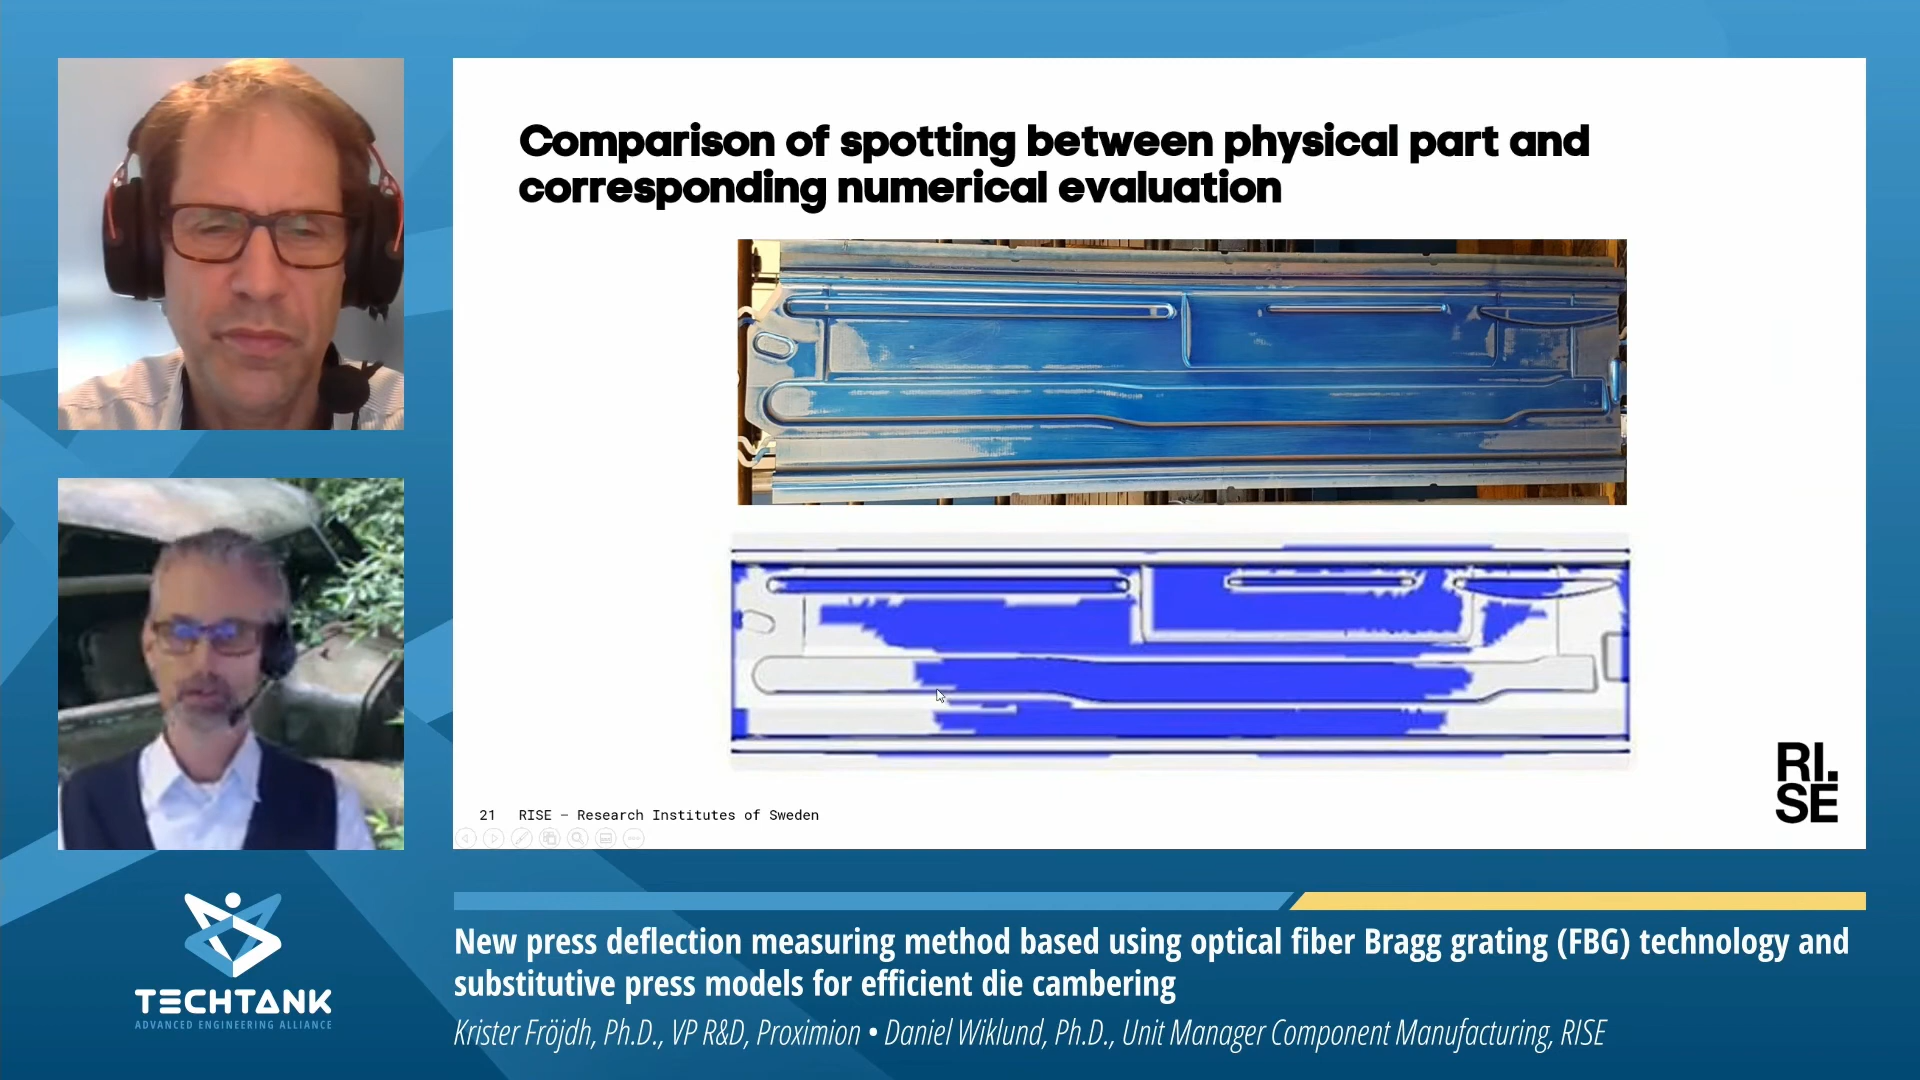 Comparison of spotting between physical part and
corresponding numerical evaluation
RI.
SE
21 RISE – Research Institutes of Sweden
TECHTANK
ADVANCED ENGINEERING ALLIANCE
New press deflection measuring method based using optical fiber Bragg grating (FBG) technology and
substitutive press models for efficient die cambering
Krister Fröjdh, Ph.D., VP R&D, Proximion • Daniel Wiklund, Ph.D., Unit Manager Component Manufacturing, RISE